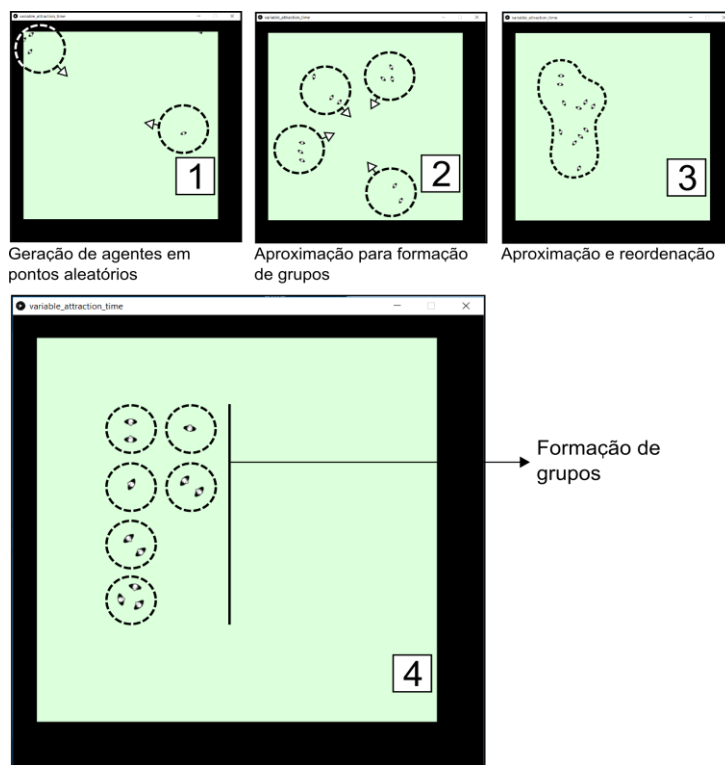 variable_attraction_time
variable_attraction_time
variable_attraction_time
1
2
3
Geração de agentes em
pontos aleatórios
Aproximação para formação
de grupos
Aproximação e reordenação
variable_attraction_time
Formação de
grupos
4